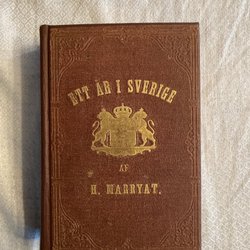 ETT ÅR I SVERIGE
AF
H. MARRYAT.